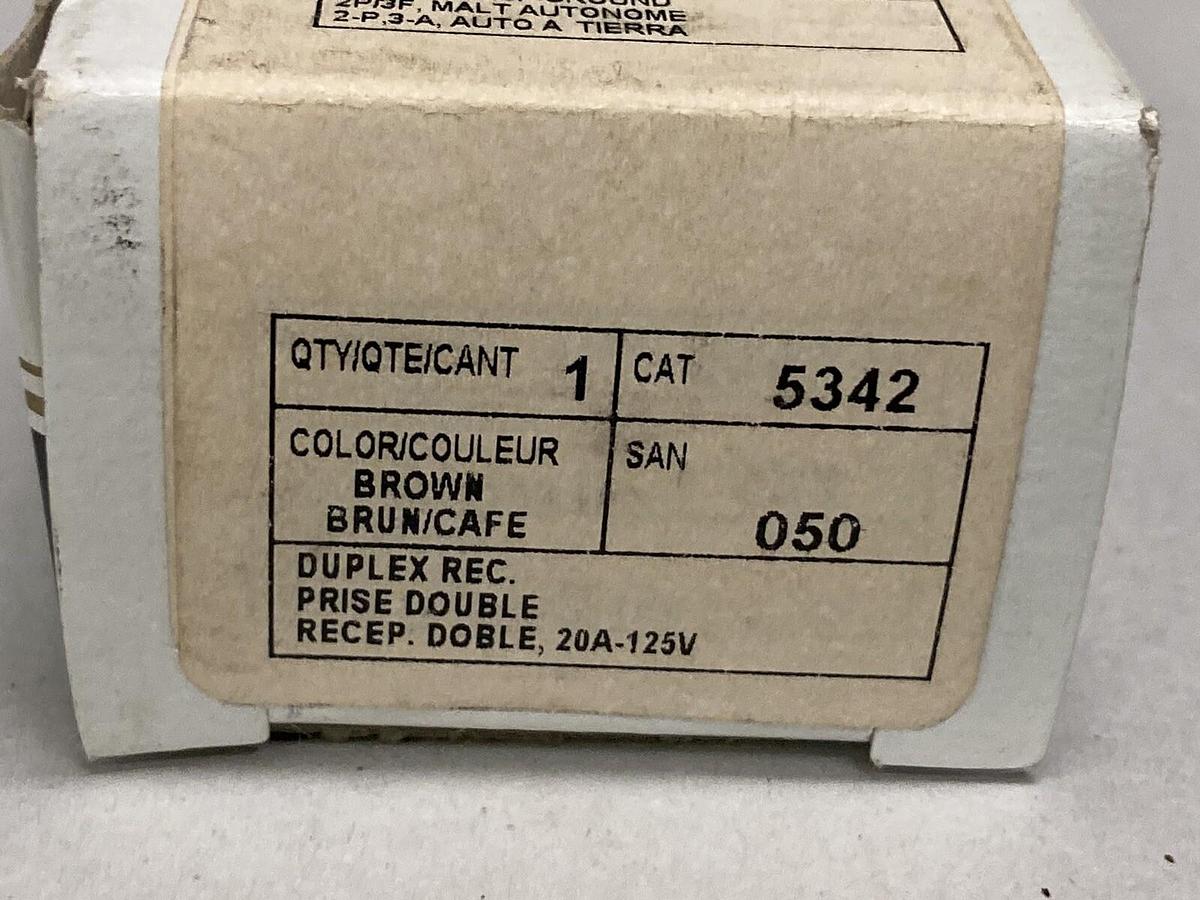 2P/3F, MALT AUTONOME
2-P,3-A, AUTO A TIERRA
QTY/QTE/CANT 1
CAT 5342
COLOR/COULEUR
BROWN
BRUN/CAFE
SAN
050
DUPLEX REC.
PRISE DOUBLE
RECEP. DOBLE, 20A-125V